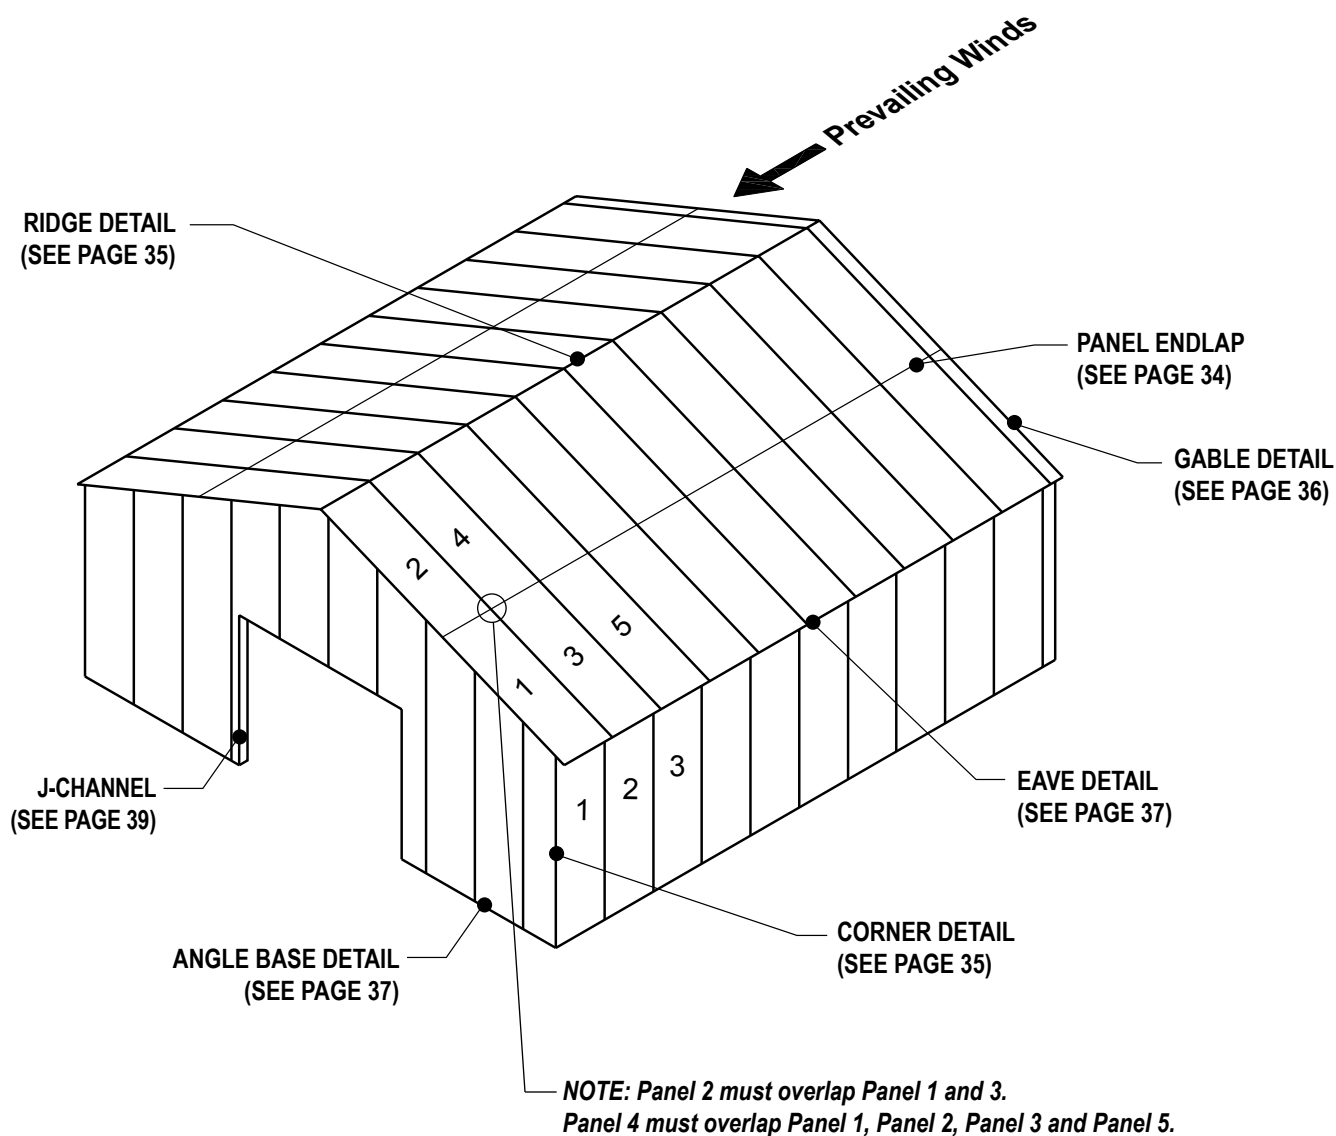 Prevailing Winds
RIDGE DETAIL
(SEE PAGE 35)
PANEL ENDLAP
(SEE PAGE 34)
GABLE DETAIL
(SEE PAGE 36)
2
4
1
3
5
1
2
3
J-CHANNEL
(SEE PAGE 39)
EAVE DETAIL
(SEE PAGE 37)
CORNER DETAIL
(SEE PAGE 35)
ANGLE BASE DETAIL
(SEE PAGE 37)
NOTE: Panel 2 must overlap Panel 1 and 3.
Panel 4 must overlap Panel 1, Panel 2, Panel 3 and Panel 5.